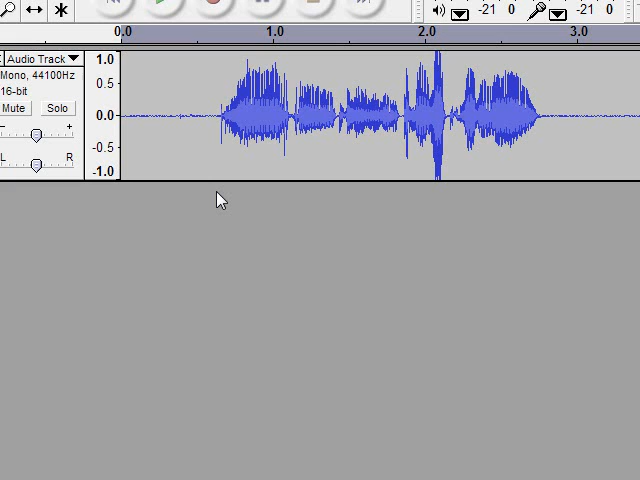 -21 0 -21 0
0.0 1.0 2.0 3.0
Audio Track
Mono, 44100Hz
16-bit
Mute Solo
- +
L R
1.0
0.5
0.0
-0.5
-1.0